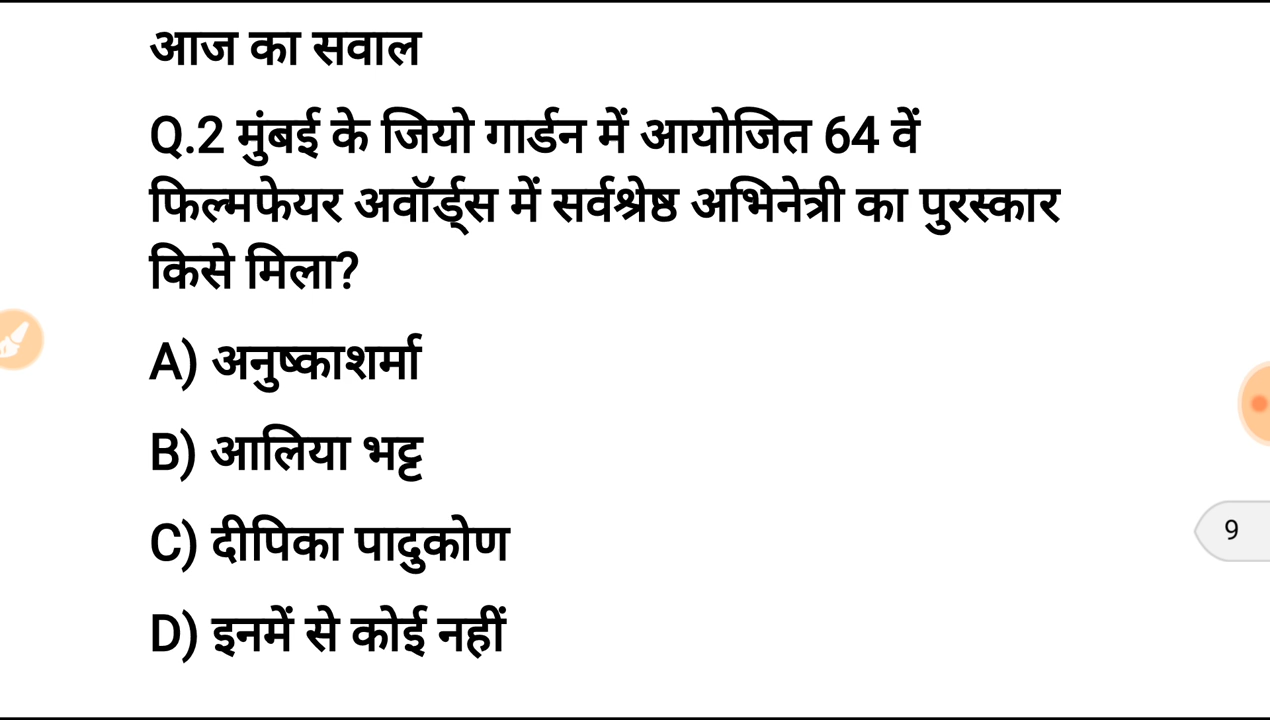 आज का सवाल
Q.2 मुंबई के जियो गार्डन में आयोजित 64 वें
फिल्मफेयर अवॉर्ड्स में सर्वश्रेष्ठ अभिनेत्री का पुरस्कार
किसे मिला?
A) अनुष्काशर्मा
B) आलिया भट्ट
C) दीपिका पादुकोण
9
D) इनमें से कोई नहीं